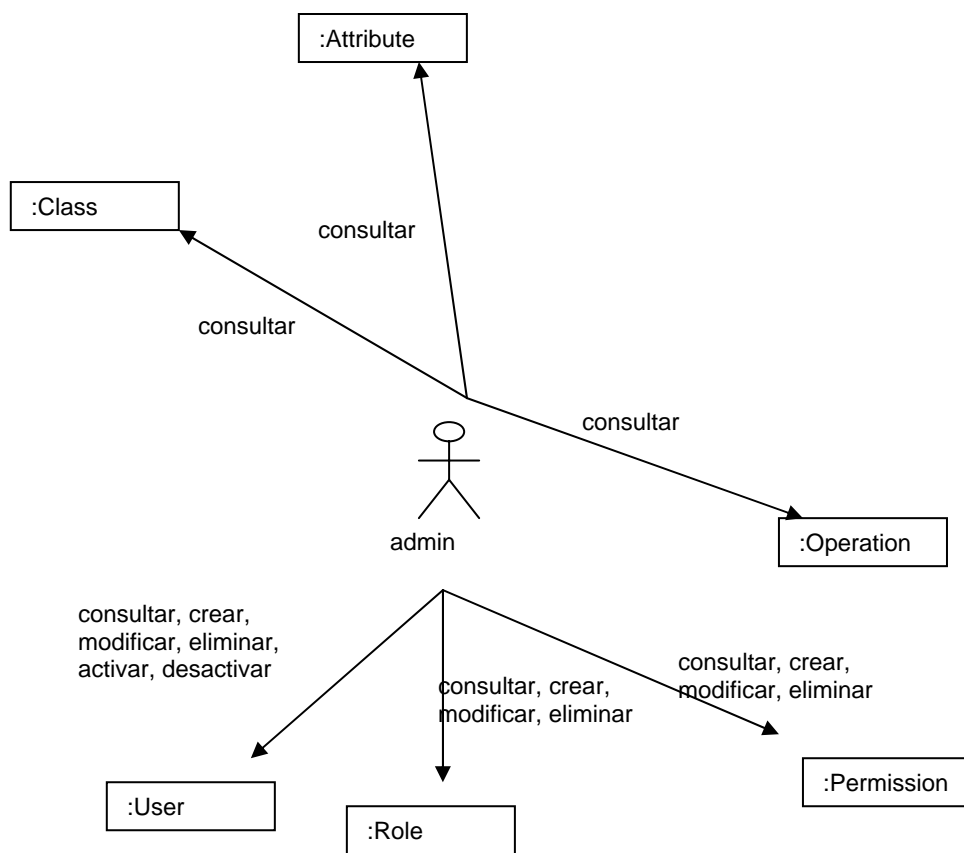 :Attribute
:Class
consultar
consultar
consultar
:Operation
admin
consultar, crear,
modificar, eliminar,
activar, desactivar
consultar, crear,
modificar, eliminar
consultar, crear,
modificar, eliminar
:User
:Role
:Permission